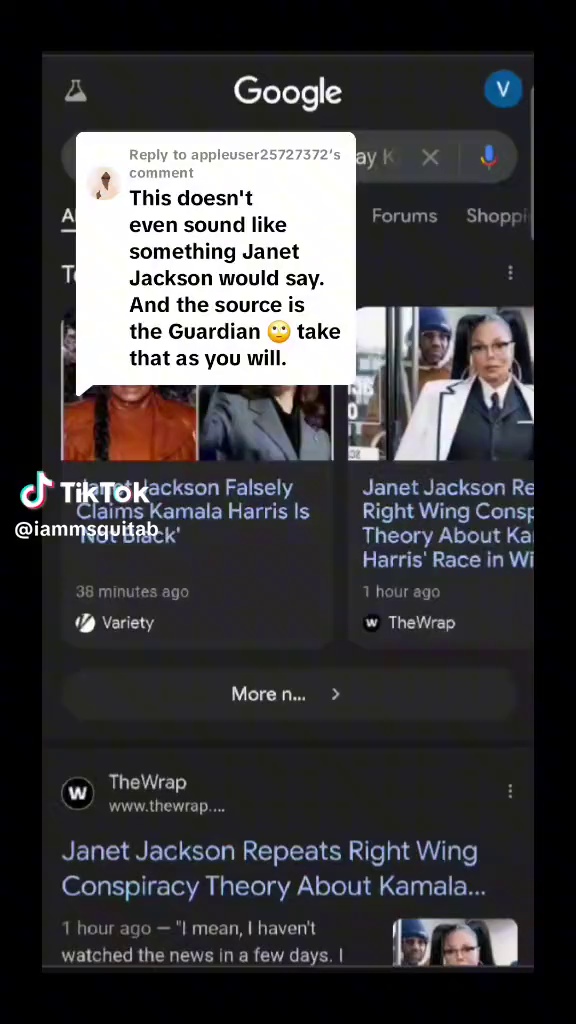 Google
V
ay K
Reply to appleuser25727372's
comment
This doesn't
even sound like
something Janet
Jackson would say.
And the source is
the Guardian 🙄 take
that as you will.
Forums
Shoppi
Jackson Falsely
Claims Kamala Harris Is
'Not Black'
38 minutes ago
Variety
Janet Jackson Re
Right Wing Consp
Theory About Ka
Harris' Race in Wi
1 hour ago
W TheWrap
TikTok
@iammsquitab
More n...
W
TheWrap
www.thewrap....
Janet Jackson Repeats Right Wing
Conspiracy Theory About Kamala...
1 hour ago — "I mean, I haven't
watched the news in a few days. I